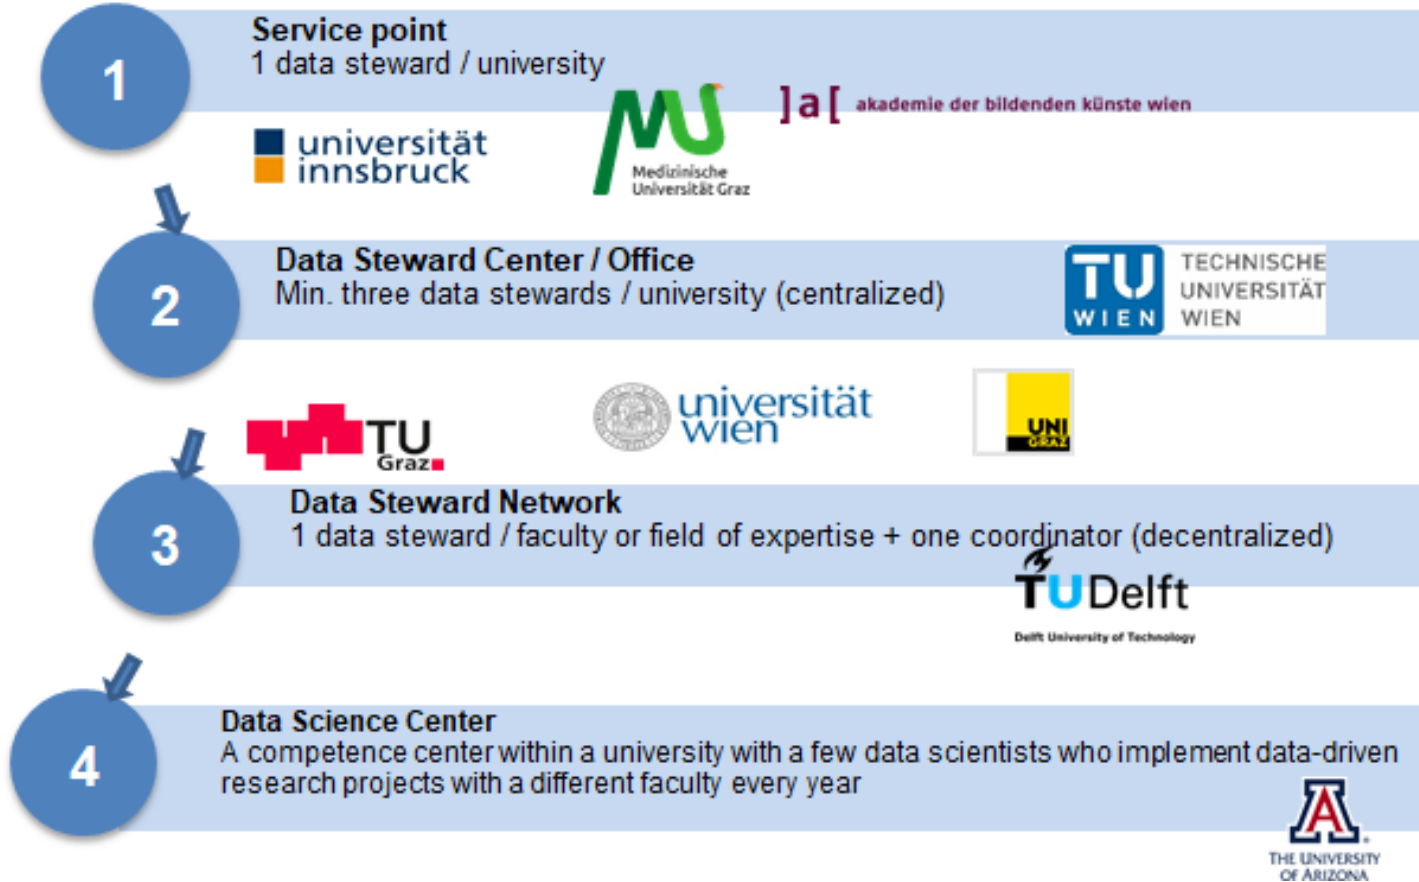 1
Service point
1 data steward / university
]a[ akademie der bildenden künste wien
universität
innsbruck
MU
Medizinische
Universität Graz
2
Data Steward Center / Office
Min. three data stewards / university (centralized)
TU
WIEN
TECHNISCHE
UNIVERSITÄT
WIEN
TU
Graz
universität
wien
UNI
GRAZ
3
Data Steward Network
1 data steward / faculty or field of expertise + one coordinator (decentralized)
TUDelft
Delft University of Technology
4
Data Science Center
A competence center within a university with a few data scientists who implement data-driven
research projects with a different faculty every year
A
THE UNIVERSITY
OF ARIZONA